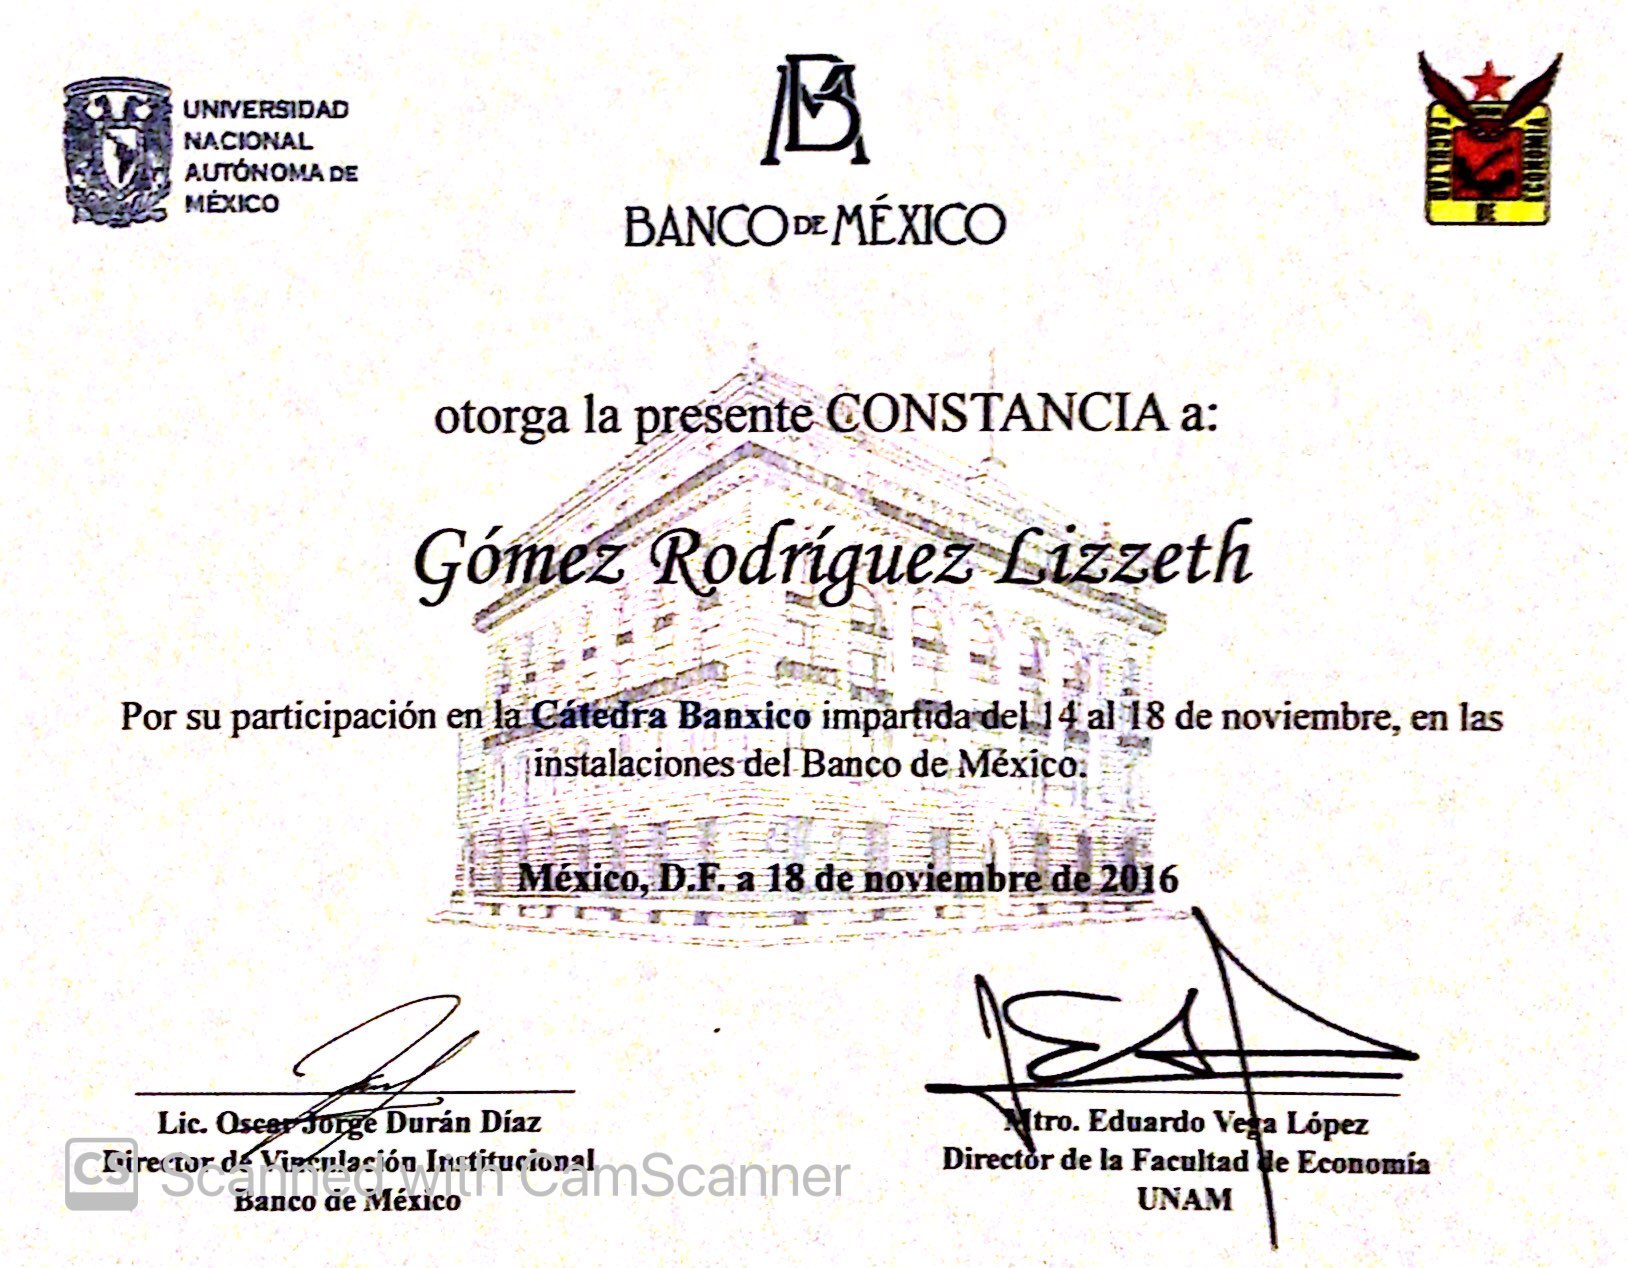 UNIVERSIDAD
NACIONAL
AUTÓNOMA DE
MÉXICO
BM
BANCO DE MÉXICO
FACULTAD
DE
ECONOMIA
otorga la presente CONSTANCIA a:
Gómez Rodríguez Lizzeth
Por su participación en la Cátedra Banxico impartida del 14 al 18 de noviembre, en las
instalaciones del Banco de México.
México, D.F. a 18 de noviembre de 2016
Lic. Oscar Jorge Durán Díaz
Director de Vinculación Institucional
Banco de México
Mtro. Eduardo Vega López
Director de la Facultad de Economía
UNAM
CS Scanned with CamScanner